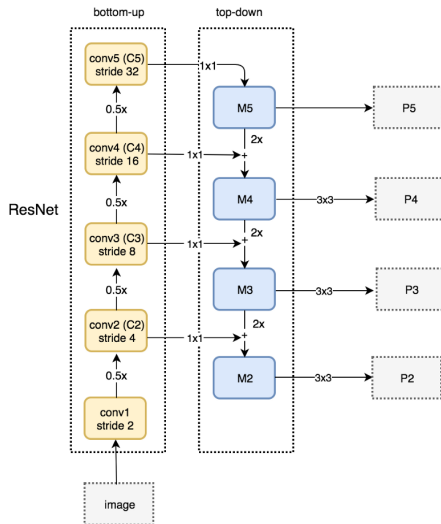 bottom-up
top-down
conv5 (C5)
stride 32
1x1
0.5x
M5
P5
2x
conv4 (C4)
stride 16
1x1
+
ResNet
0.5x
M4
3x3
P4
2x
conv3 (C3)
stride 8
1x1
+
0.5x
M3
3x3
P3
conv2 (C2)
stride 4
2x
1x1
+
0.5x
M2
3x3
P2
conv1
stride 2
image